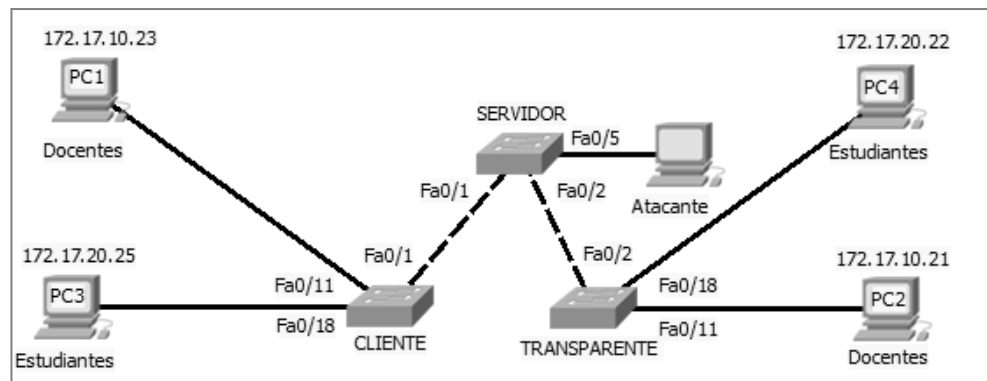 172.17.10.23
PC1
Docentes
172.17.20.25
PC3
Estudiantes
Fa0/11
Fa0/18
Fa0/1
CLIENTE
Fa0/1
SERVIDOR
Fa0/5
Fa0/2
Atacante
Fa0/2
TRANSPARENTE
Fa0/18
Fa0/11
172.17.20.22
PC4
Estudiantes
172.17.10.21
PC2
Docentes